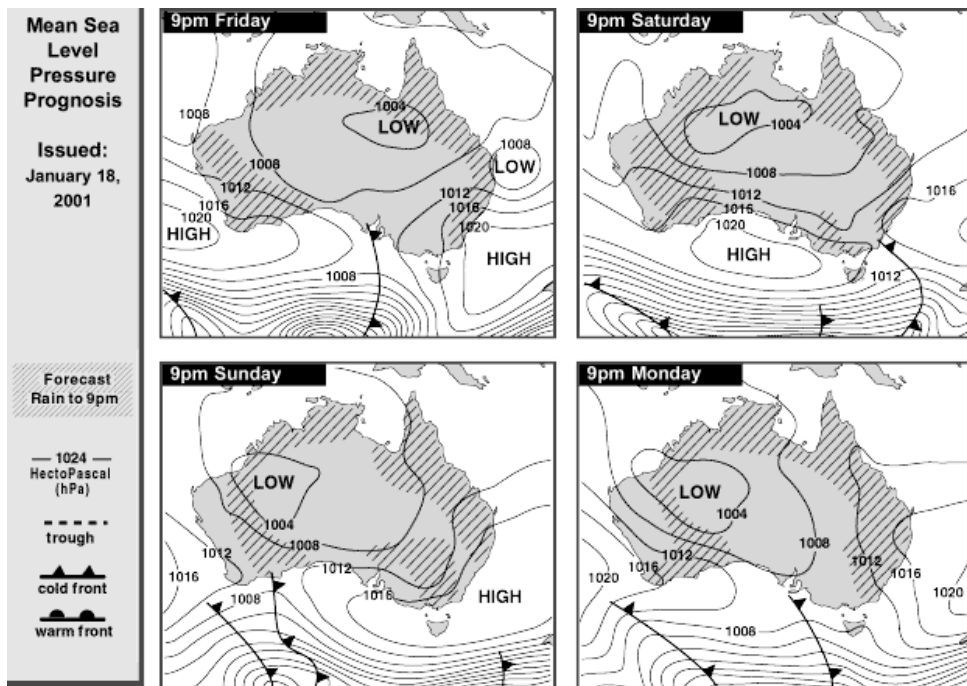 Mean Sea
Level
Pressure
Prognosis
Issued:
January 18,
2001
Forecast
Rain to 9pm
1024
HectoPascal
(hPa)
trough
cold front
warm front
9pm Friday
1008
1004
LOW
1008
LOW
1008
1012
1012
1016
1016
1020
1020
HIGH
HIGH
1008
9pm Saturday
LOW
1004
1008
1012
1016
1016
1020
HIGH
1012
9pm Sunday
LOW
1004
1008
1012
1012
1016
1016
1008
HIGH
9pm Monday
LOW
1004
1008
1012
1012
1016
1016
1020
1020
1008